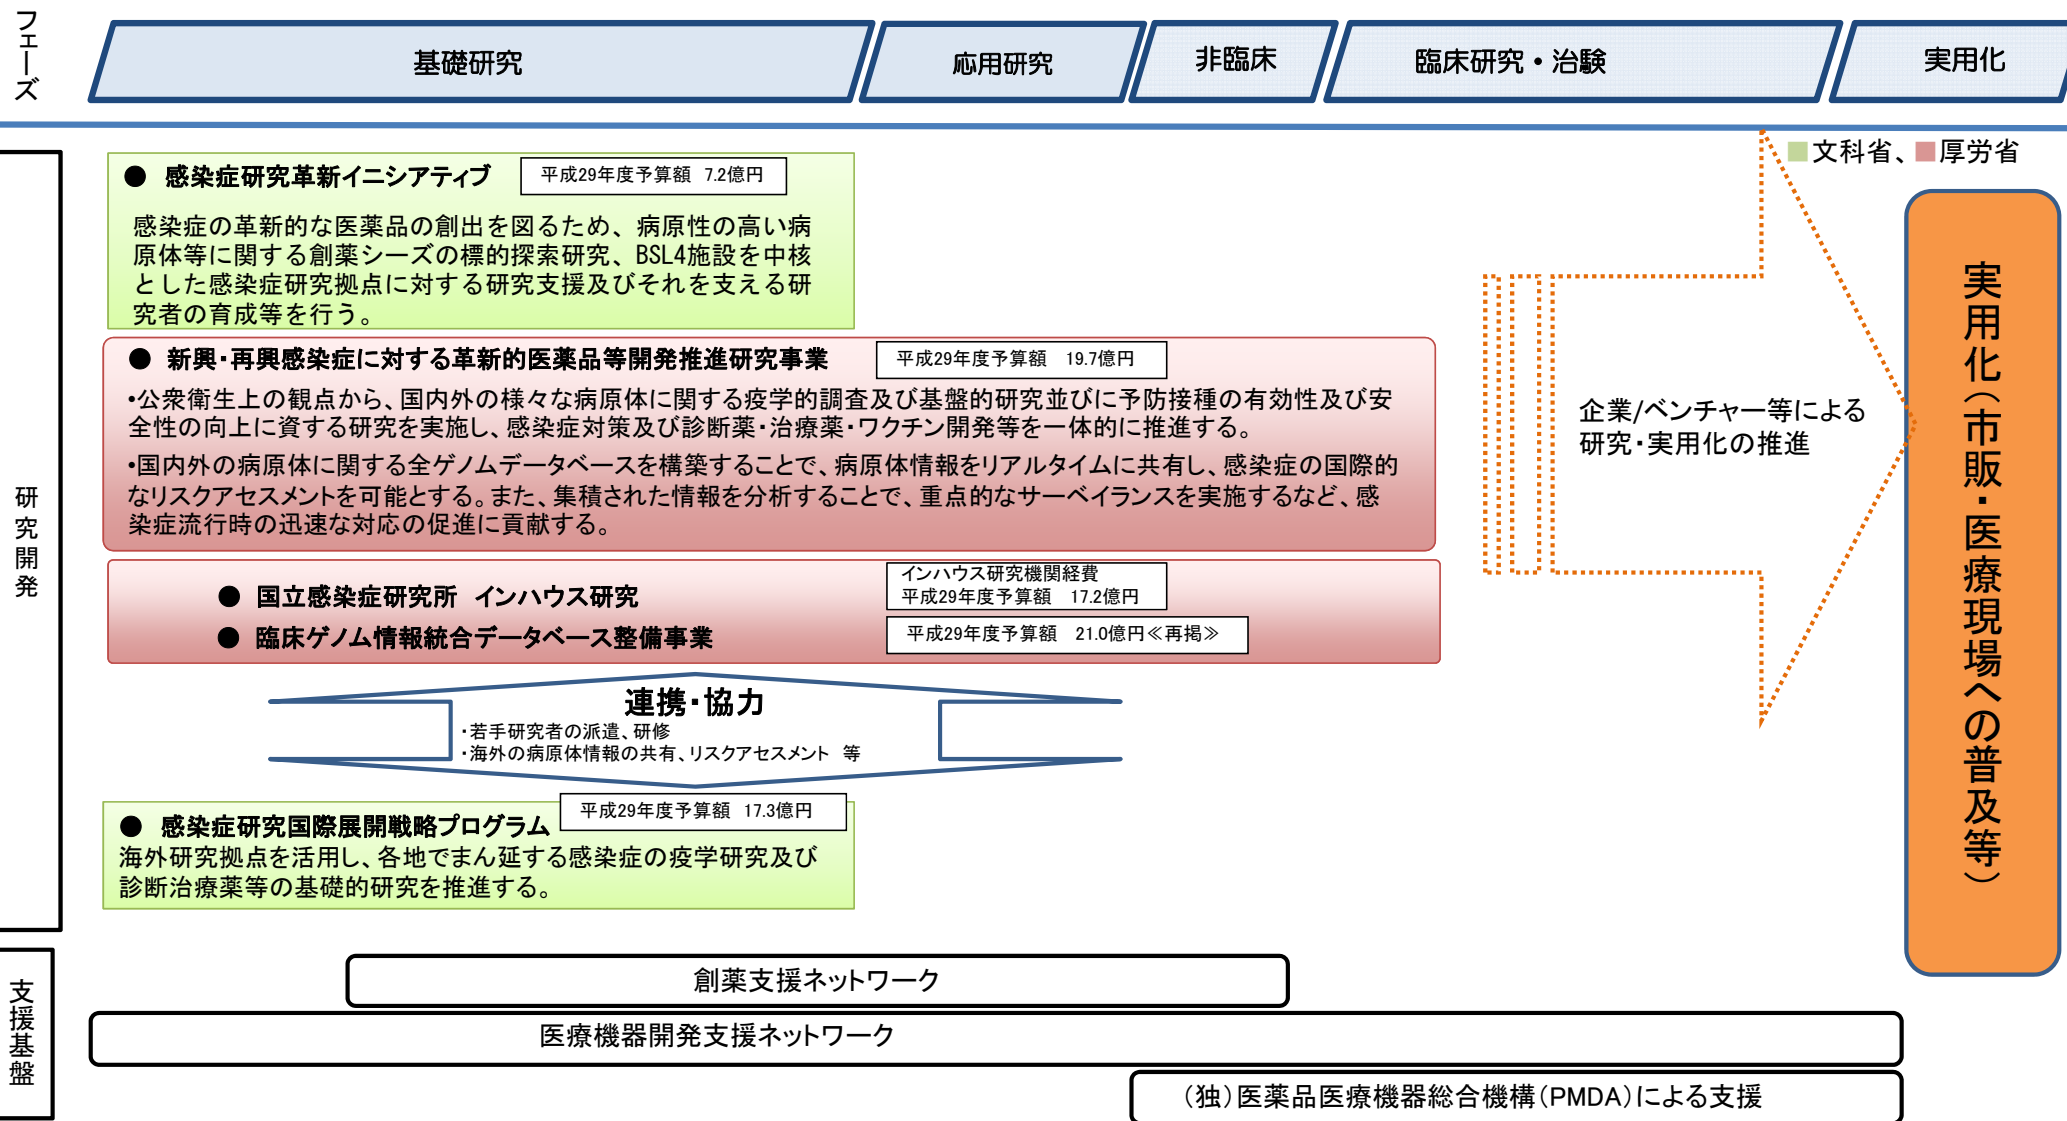 フェーズ
基礎研究
応用研究
非臨床
臨床研究・治験
実用化
■文科省、■厚労省
研究開発
● 感染症研究革新イニシアティブ
平成29年度予算額 7.2億円
感染症の革新的な医薬品の創出を図るため、病原性の高い病
原体等に関する創薬シーズの標的探索研究、BSL4施設を中核
とした感染症研究拠点に対する研究支援及びそれを支える研
究者の育成等を行う。
● 新興・再興感染症に対する革新的医薬品等開発推進研究事業
平成29年度予算額 19.7億円
・公衆衛生上の観点から、国内外の様々な病原体に関する疫学的調査及び基盤的研究並びに予防接種の有効性及び安
全性の向上に資する研究を実施し、感染症対策及び診断薬・治療薬・ワクチン開発等を一体的に推進する。
・国内外の病原体に関する全ゲノムデータベースを構築することで、病原体情報をリアルタイムに共有し、感染症の国際的
なリスクアセスメントを可能とする。また、集積された情報を分析することで、重点的なサーベイランスを実施するなど、感
染症流行時の迅速な対応の促進に貢献する。
● 国立感染症研究所 インハウス研究
インハウス研究機関経費
平成29年度予算額 17.2億円
● 臨床ゲノム情報統合データベース整備事業
平成29年度予算額 21.0億円≪再掲≫
連携・協力
・若手研究者の派遣、研修
・海外の病原体情報の共有、リスクアセスメント 等
● 感染症研究国際展開戦略プログラム
平成29年度予算額 17.3億円
海外研究拠点を活用し、各地でまん延する感染症の疫学研究及び
診断治療薬等の基礎的研究を推進する。
企業/ベンチャー等による
研究・実用化の推進
実用化（市販・医療現場への普及等）
支援基盤
創薬支援ネットワーク
医療機器開発支援ネットワーク
（独）医薬品医療機器総合機構（PMDA）による支援